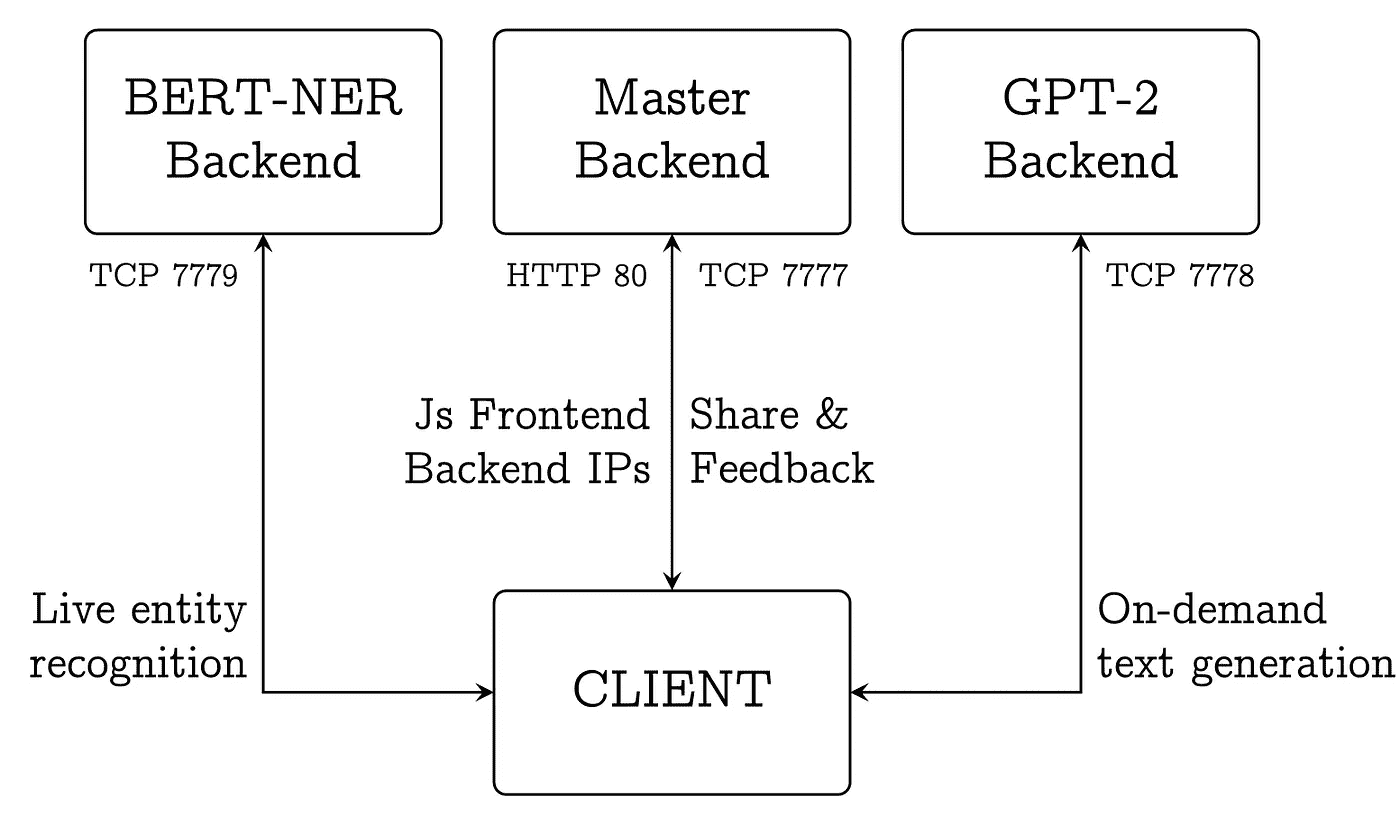 BERT-NER
Backend
Master
Backend
GPT-2
Backend
TCP 7779
HTTP 80
TCP 7777
TCP 7778
Js Frontend
Backend IPs
Share &
Feedback
Live entity
recognition
On-demand
text generation
CLIENT